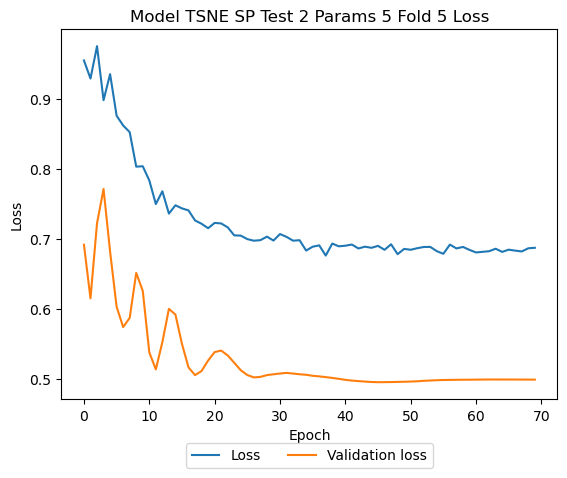 Model TSNE SP Test 2 Params 5 Fold 5 Loss
0.9
0.8
0.7
0.6
0.5
Loss
0 10 20 30 40 50 60 70
Epoch
Loss Validation loss